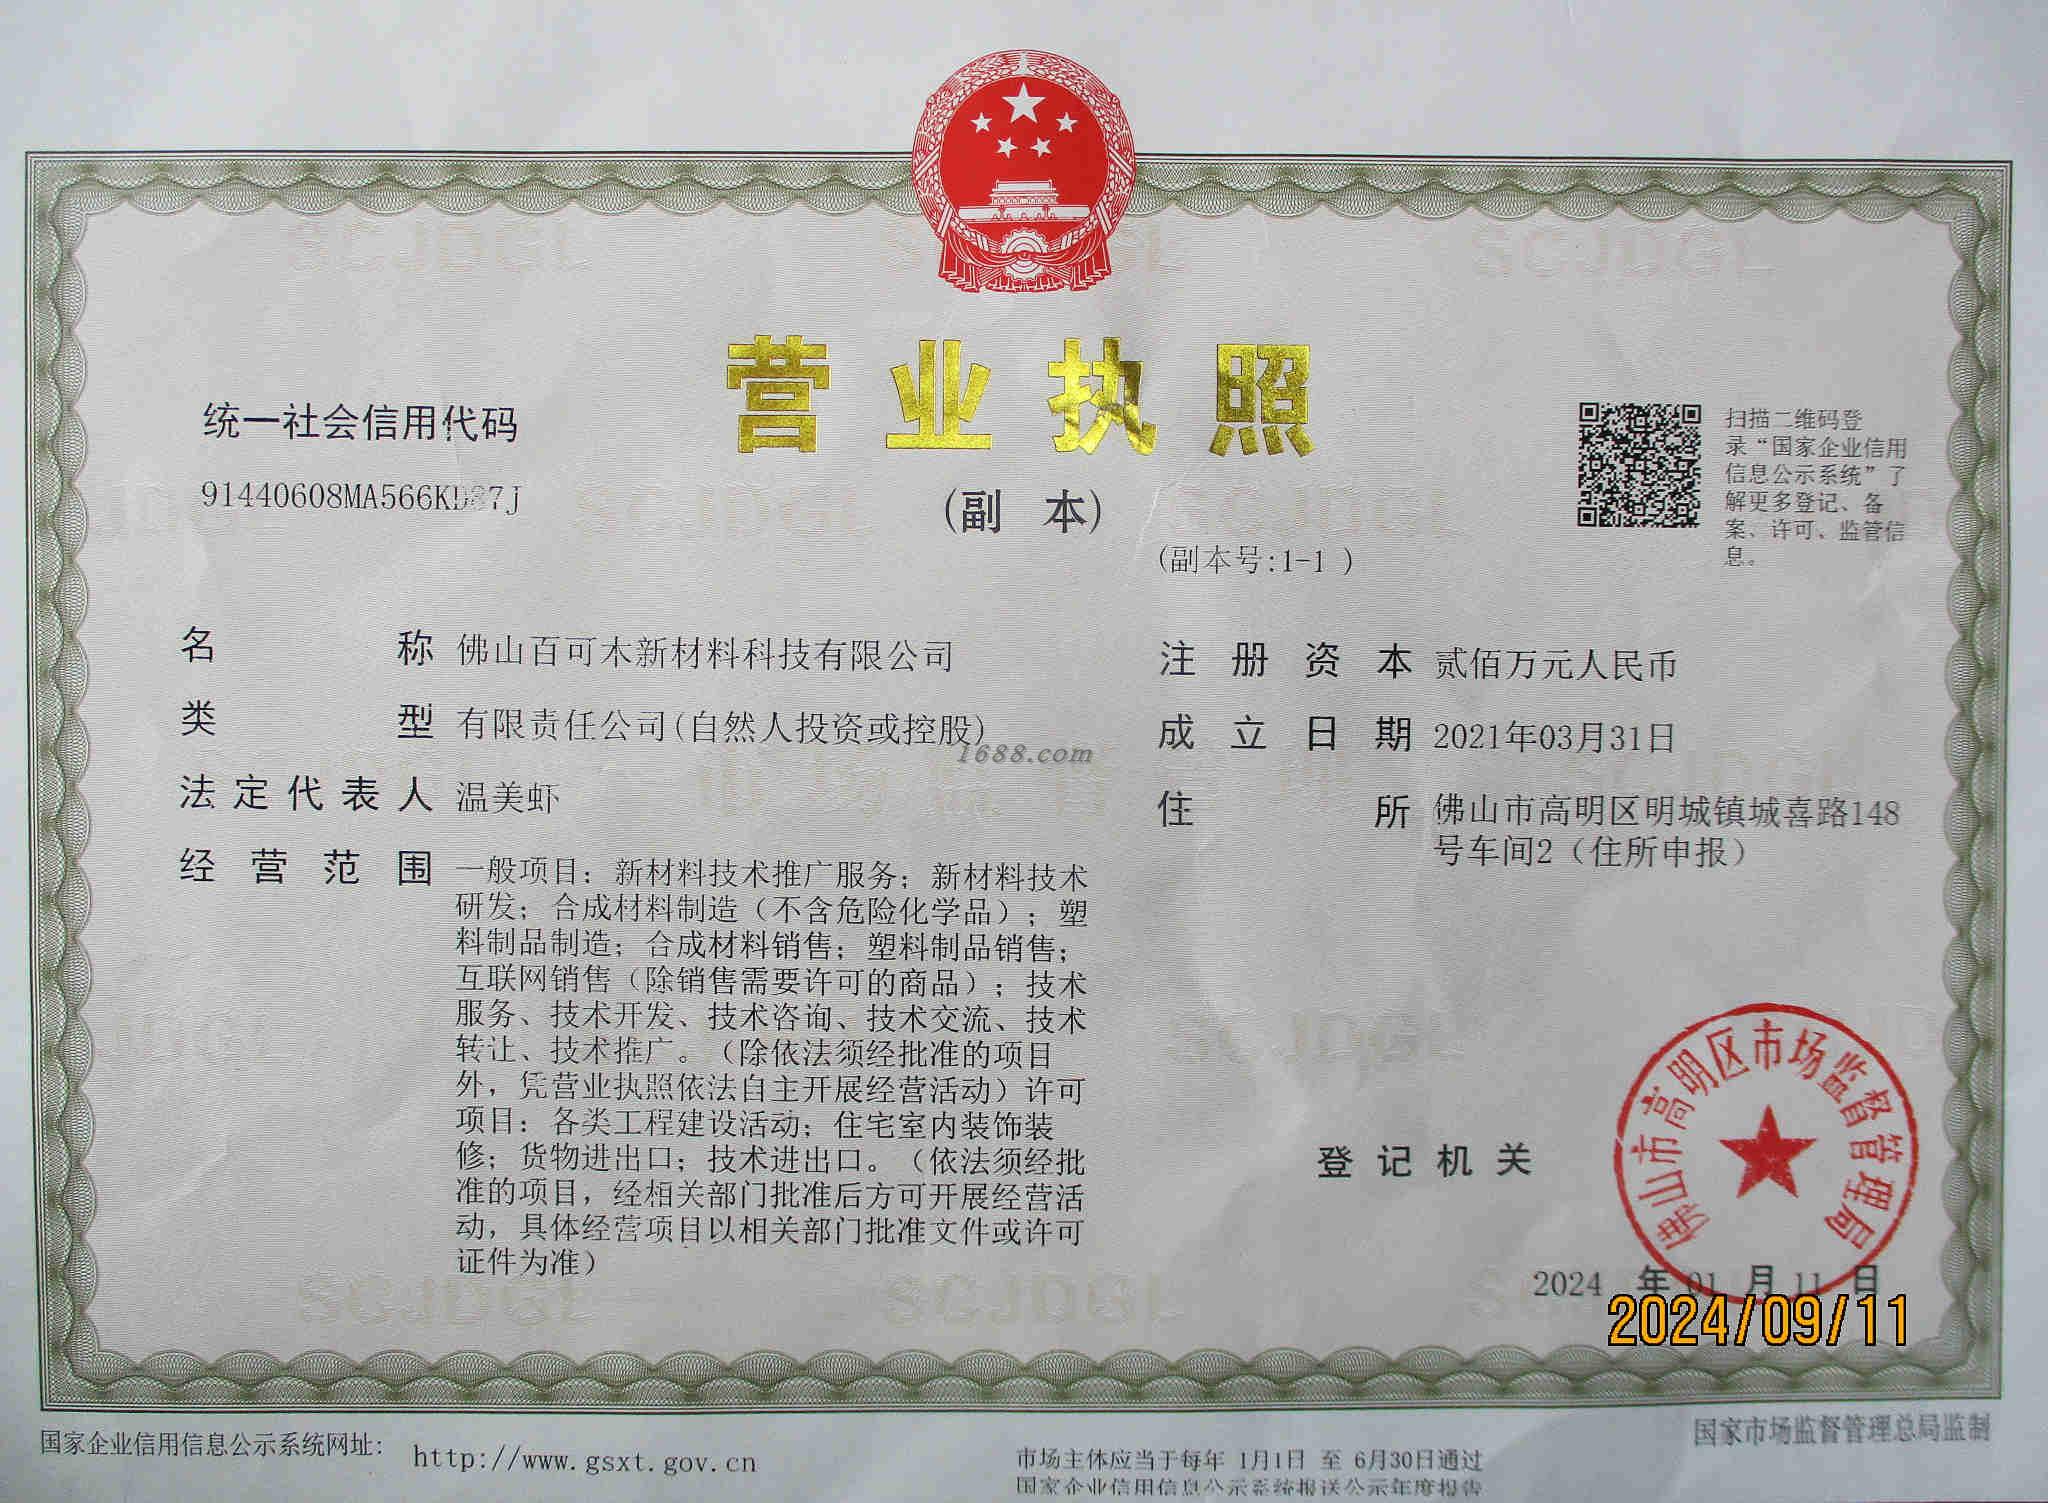 营业执照
(副 本)
(副本号:1-1 )
统一社会信用代码
91440608MA566KD87J
扫描二维码登
录“国家企业信用
信息公示系统”了
解更多登记、备
案、许可、监管信
息。
名 称 佛山百可木新材料科技有限公司
类 型 有限责任公司(自然人投资或控股)
法定代表人 温美虾
经营范围 一般项目：新材料技术推广服务；新材料技术
研发；合成材料制造（不含危险化学品）；塑
料制品制造；合成材料销售；塑料制品销售；
互联网销售（除销售需要许可的商品）；技术
服务、技术开发、技术咨询、技术交流、技术
转让、技术推广。（除依法须经批准的项目
外，凭营业执照依法自主开展经营活动）许可
项目：各类工程建设活动；住宅室内装饰装
修；货物进出口；技术进出口。（依法须经批
准的项目，经相关部门批准后方可开展经营活
动，具体经营项目以相关部门批准文件或许可
证件为准）
注册资本 贰佰万元人民币
成立日期 2021年03月31日
住 所 佛山市高明区明城镇城喜路148
号车间2（住所申报）
1688.com
登记机关
佛山市高明区市场监督管理局
2024 年 01 月 11 日
2024/09/11
国家企业信用信息公示系统网址: http://www.gsxt.gov.cn
市场主体应当于每年 1月1日 至 6月30日通过
国家企业信用信息公示系统报送公示年度报告
国家市场监督管理总局监制
SCJDGL